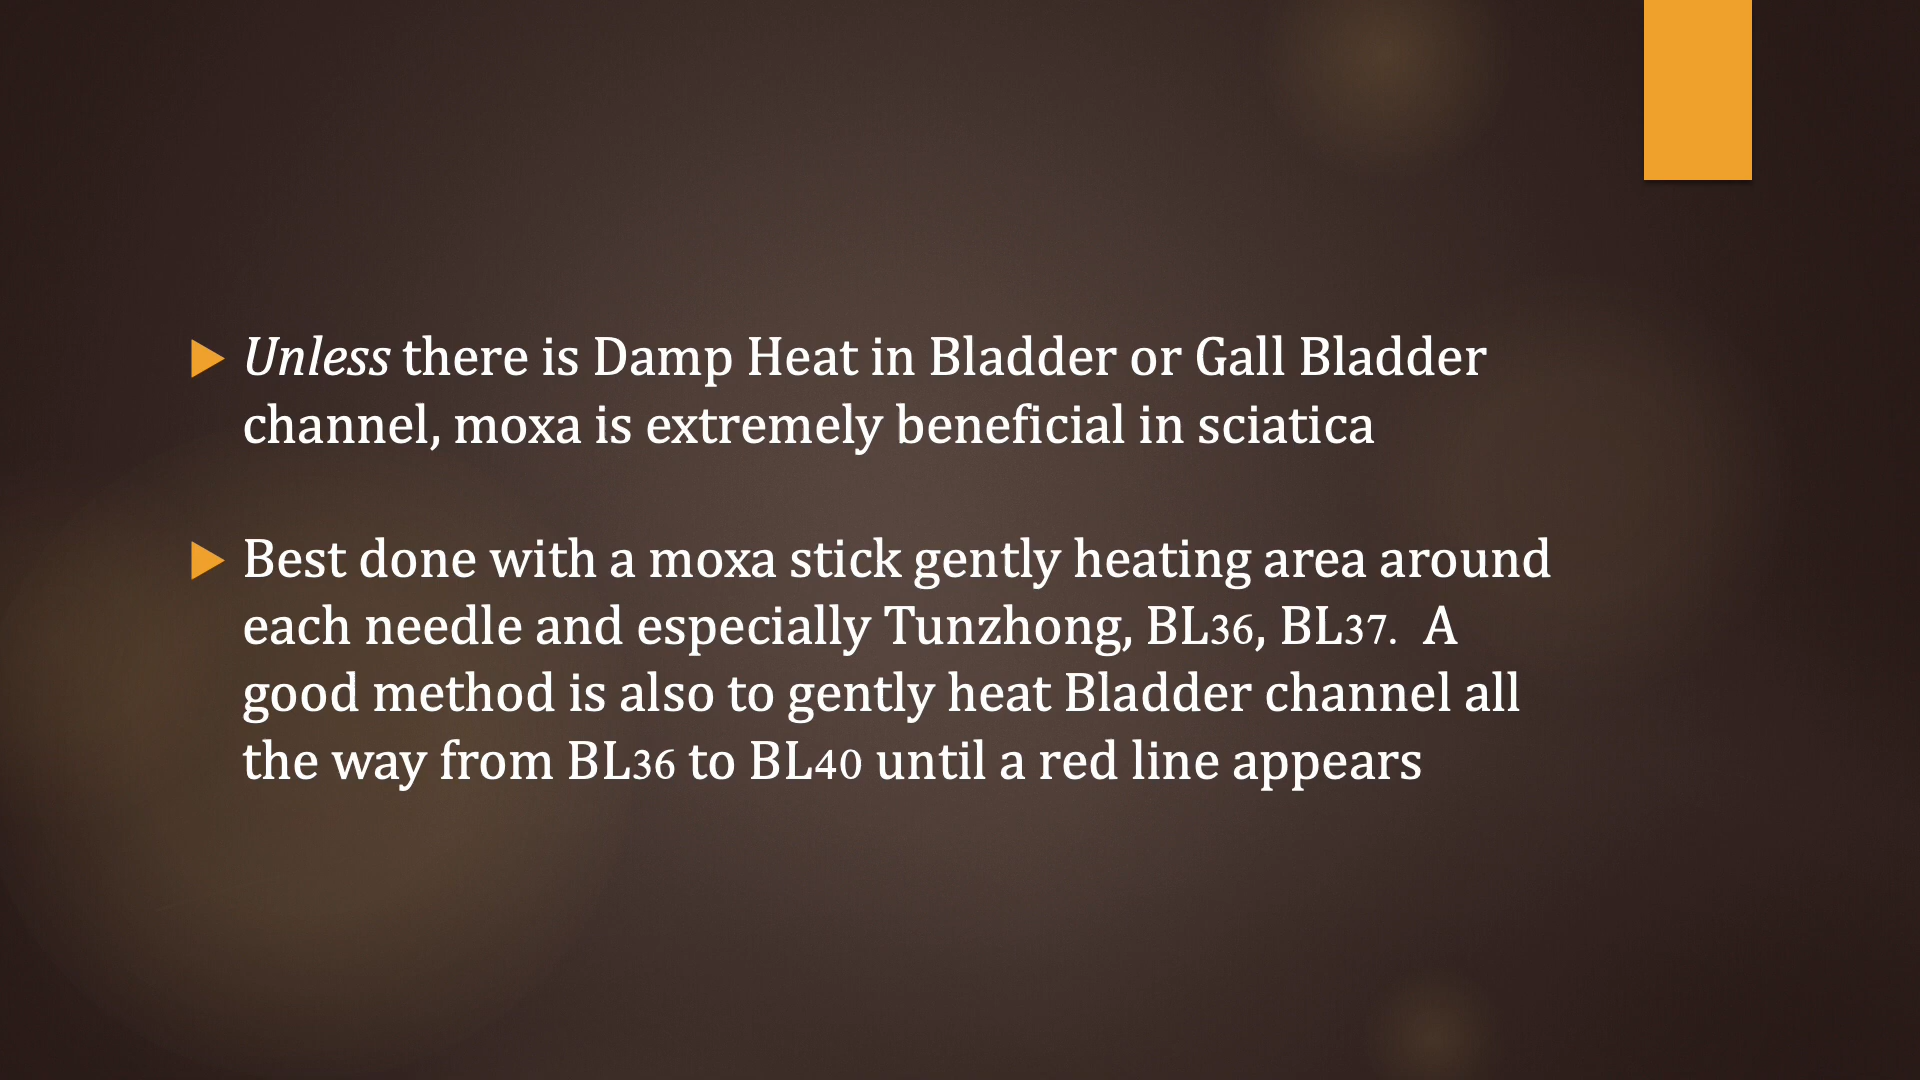 Unless there is Damp Heat in Bladder or Gall Bladder
channel, moxa is extremely beneficial in sciatica
Best done with a moxa stick gently heating area around
each needle and especially Tunzhong, BL36, BL37.  A
good method is also to gently heat Bladder channel all
the way from BL36 to BL40 until a red line appears